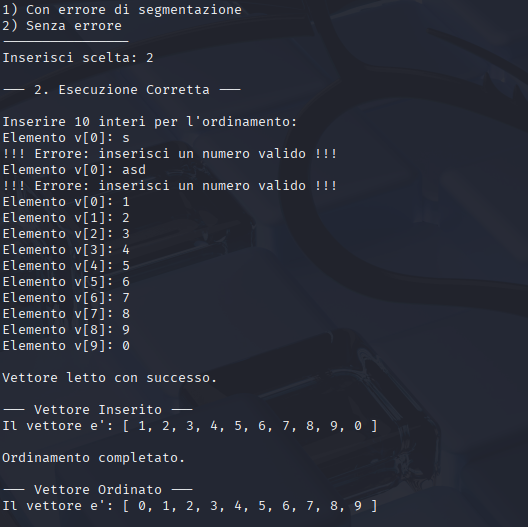 1) Con errore di segmentazione
2) Senza errore
————————————————
Inserisci scelta: 2
——— 2. Esecuzione Corretta ———
Inserire 10 interi per l'ordinamento:
Elemento v[0]: s
!!! Errore: inserisci un numero valido !!!
Elemento v[0]: asd
!!! Errore: inserisci un numero valido !!!
Elemento v[0]: 1
Elemento v[1]: 2
Elemento v[2]: 3
Elemento v[3]: 4
Elemento v[4]: 5
Elemento v[5]: 6
Elemento v[6]: 7
Elemento v[7]: 8
Elemento v[8]: 9
Elemento v[9]: 0
Vettore letto con successo.
——— Vettore Inserito ———
Il vettore e': [ 1, 2, 3, 4, 5, 6, 7, 8, 9, 0 ]
Ordinamento completato.
——— Vettore Ordinato ———
Il vettore e': [ 0, 1, 2, 3, 4, 5, 6, 7, 8, 9 ]